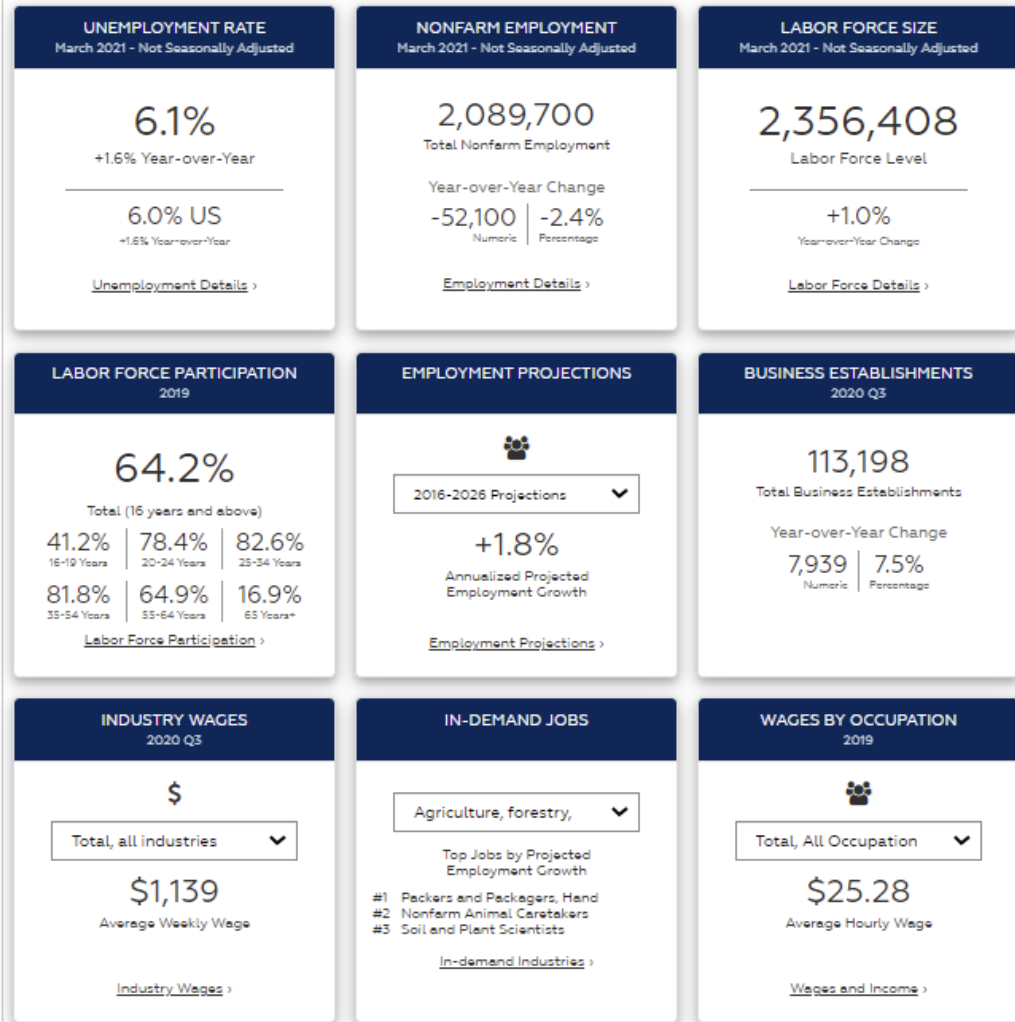 UNEMPLOYMENT RATE
March 2021 - Not Seasonally Adjusted
6.1%
+1.6% Year-over-Year
6.0% US
+1.6% Year-over-Year
Unemployment Details ›
NONFARM EMPLOYMENT
March 2021 - Not Seasonally Adjusted
2,089,700
Total Nonfarm Employment
Year-over-Year Change
-52,100 -2.4%
Numeric Percentage
Employment Details ›
LABOR FORCE SIZE
March 2021 - Not Seasonally Adjusted
2,356,408
Labor Force Level
+1.0%
Year-over-Year Change
Labor Force Details ›
LABOR FORCE PARTICIPATION
2019
64.2%
Total (16 years and above)
41.2% 78.4% 82.6%
16-19 Years 20-24 Years 25-34 Years
81.8% 64.9% 16.9%
35-54 Years 55-64 Years 65 Years+
Labor Force Participation ›
EMPLOYMENT PROJECTIONS
2016-2026 Projections
+1.8%
Annualized Projected
Employment Growth
Employment Projections ›
BUSINESS ESTABLISHMENTS
2020 Q3
113,198
Total Business Establishments
Year-over-Year Change
7,939 7.5%
Numeric Percentage
INDUSTRY WAGES
2020 Q3
$
Total, all industries
$1,139
Average Weekly Wage
Industry Wages ›
IN-DEMAND JOBS
Agriculture, forestry,
Top Jobs by Projected
Employment Growth
#1 Packers and Packagers, Hand
#2 Nonfarm Animal Caretakers
#3 Soil and Plant Scientists
In-demand Industries ›
WAGES BY OCCUPATION
2019
Total, All Occupation
$25.28
Average Hourly Wage
Wages and Income ›